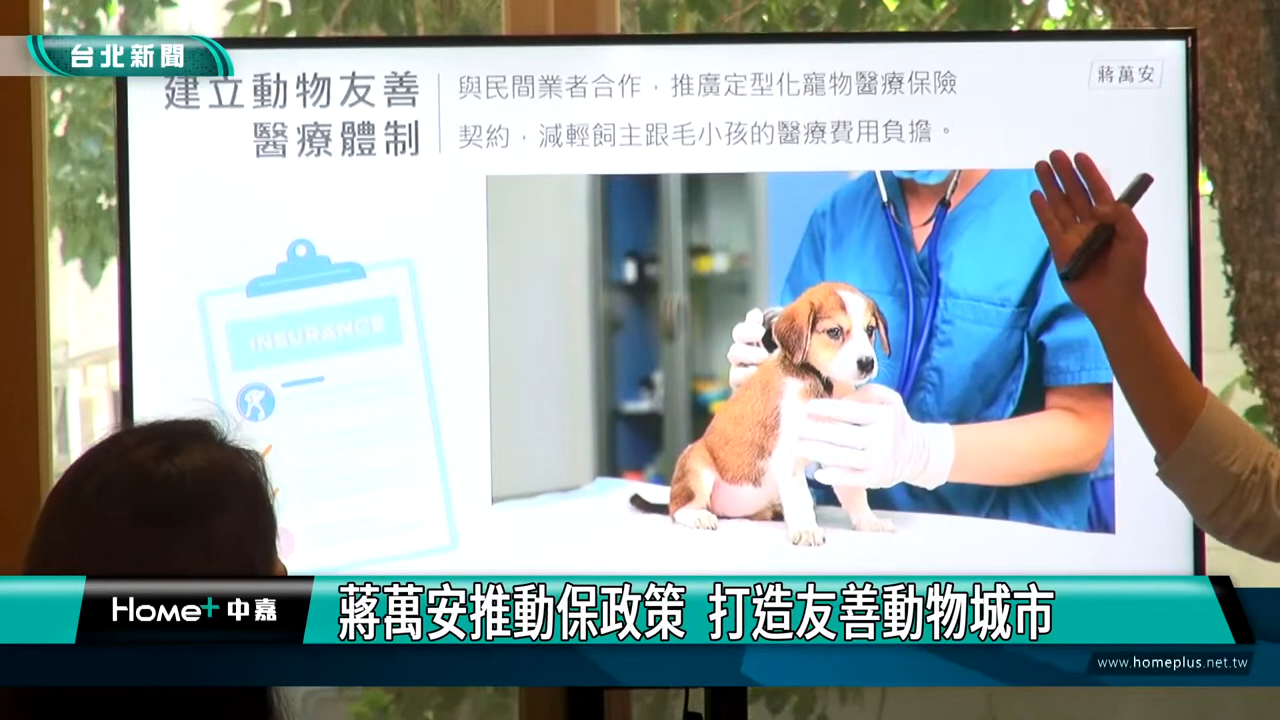 台北新聞
建立動物友善
醫療體制
與民間業者合作，推廣定型化寵物醫療保險
契約，減輕飼主跟毛小孩的醫療費用負擔。
蔣萬安
INSURANCE
Home+中嘉
蔣萬安推動保政策 打造友善動物城市
www.homeplus.net.tw